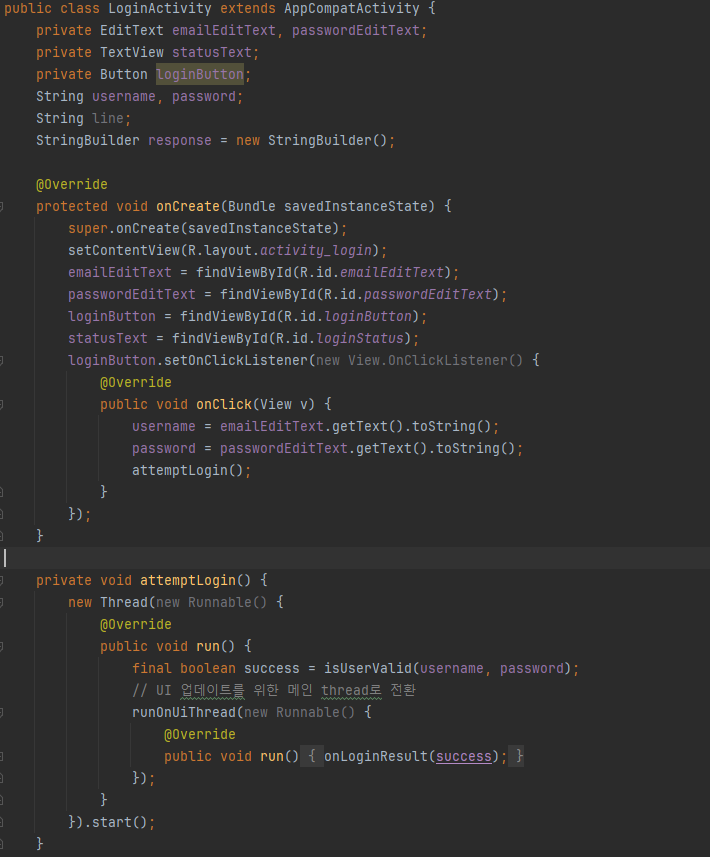 public class LoginActivity extends AppCompatActivity {
    private EditText emailEditText, passwordEditText;
    private TextView statusText;
    private Button loginButton;
    String username, password;
    String line;
    StringBuilder response = new StringBuilder();

    @Override
    protected void onCreate(Bundle savedInstanceState) {
        super.onCreate(savedInstanceState);
        setContentView(R.layout.activity_login);
        emailEditText = findViewById(R.id.emailEditText);
        passwordEditText = findViewById(R.id.passwordEditText);
        loginButton = findViewById(R.id.loginButton);
        statusText = findViewById(R.id.loginStatus);
        loginButton.setOnClickListener(new View.OnClickListener() {
            @Override
            public void onClick(View v) {
                username = emailEditText.getText().toString();
                password = passwordEditText.getText().toString();
                attemptLogin();
            }
        });
    }

    private void attemptLogin() {
        new Thread(new Runnable() {
            @Override
            public void run() {
                final boolean success = isUserValid(username, password);
                // UI 업데이트를 위한 메인 thread로 전환
                runOnUiThread(new Runnable() {
                    @Override
                    public void run() { onLoginResult(success); }
                });
            }
        }).start();
    }